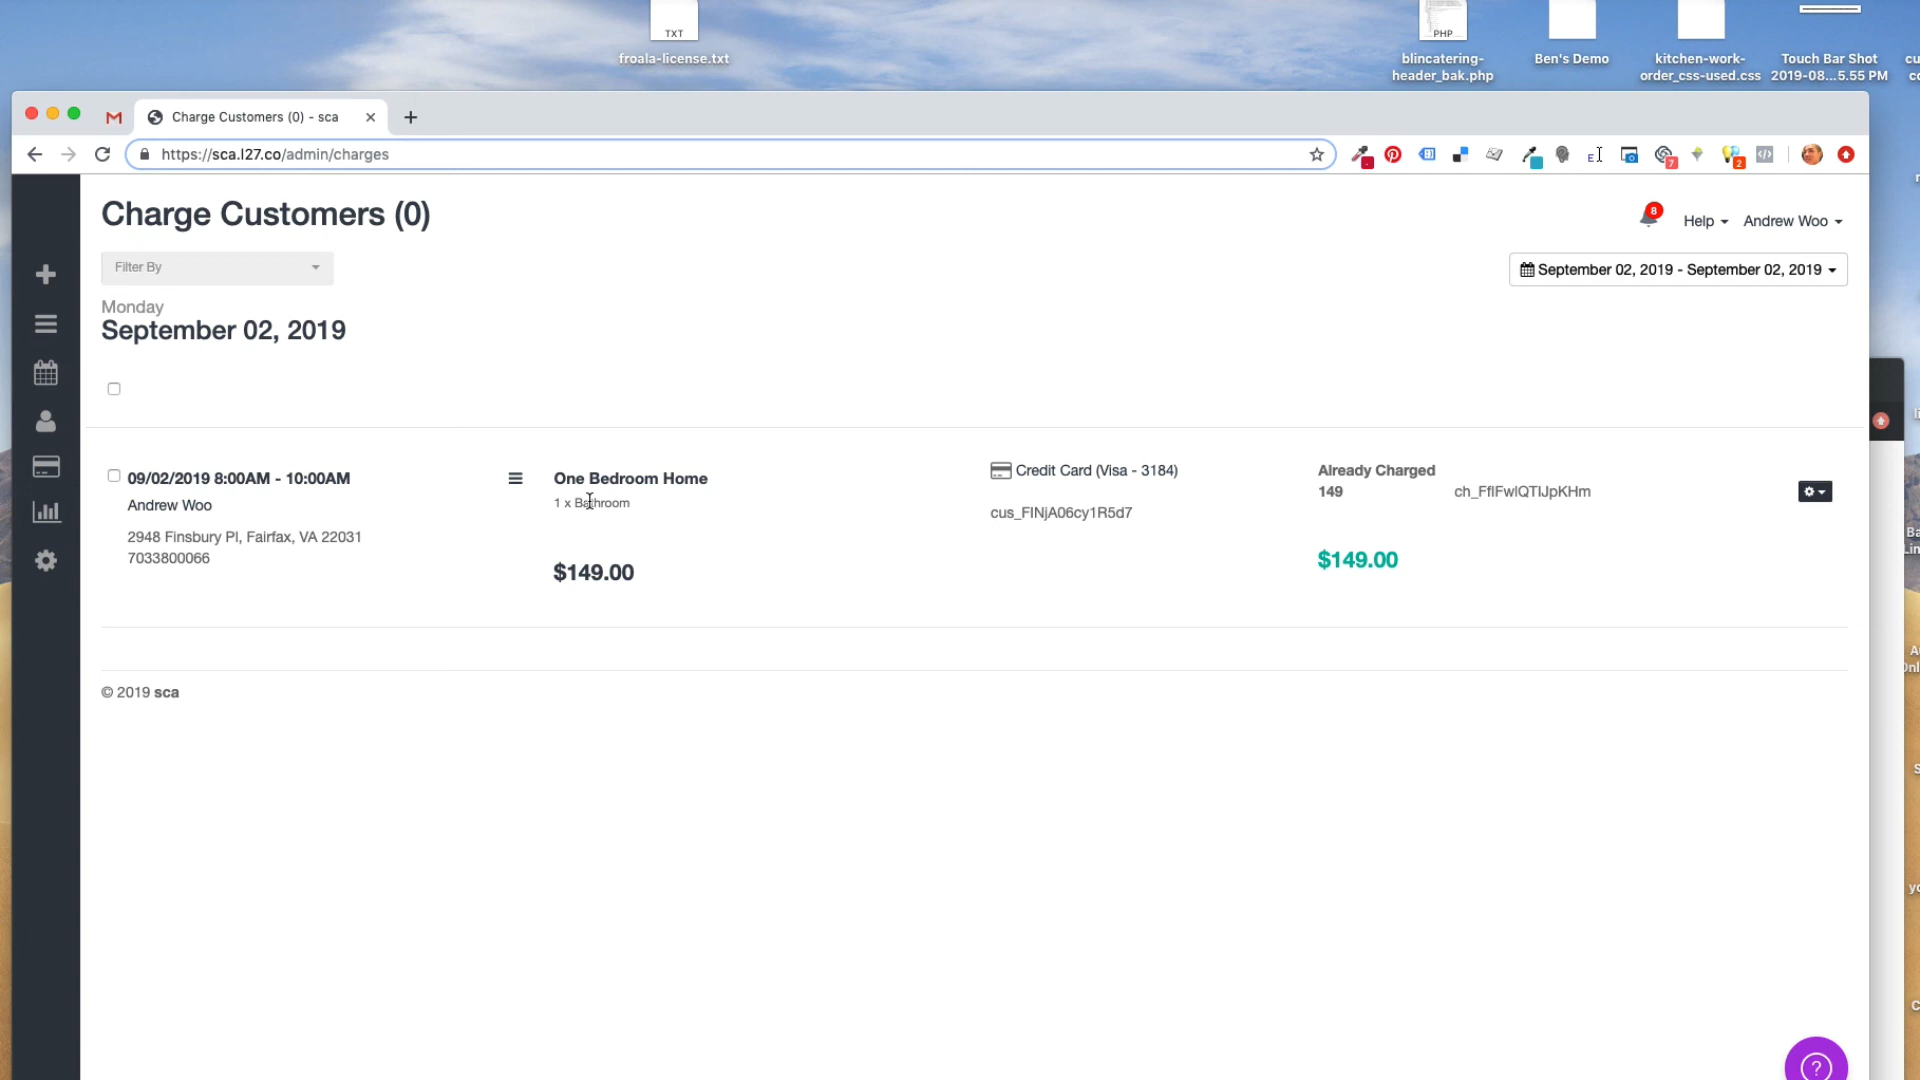 TXT
froala-license.txt
PHP
blincatering-
header_bak.php
Ben's Demo
kitchen-work-
order_css-used.css
Touch Bar Shot
2019-08...5.55 PM
Charge Customers (0) - sca
https://sca.l27.co/admin/charges
Charge Customers (0)
8
Help
Andrew Woo
Filter By
September 02, 2019 - September 02, 2019
Monday
September 02, 2019
09/02/2019 8:00AM - 10:00AM
Andrew Woo
2948 Finsbury Pl, Fairfax, VA 22031
7033800066
One Bedroom Home
1 x Bathroom
$149.00
Credit Card (Visa - 3184)
cus_FINjA06cy1R5d7
Already Charged
149
ch_FfIFwlQTIJpKHm
$149.00
© 2019 sca